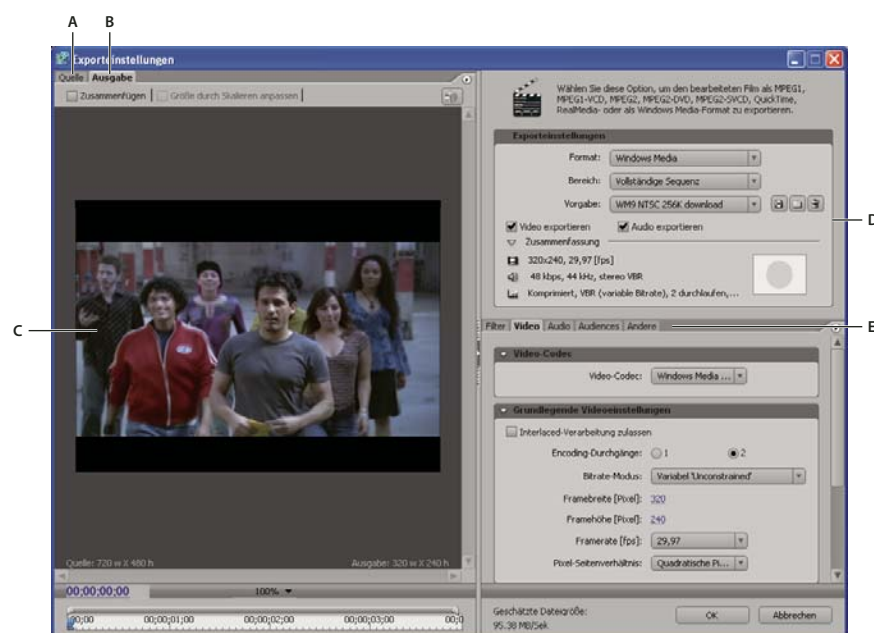 A B
Exporteinstellungen
Quelle Ausgabe
Zusammenfügen Größe durch Skalieren anpassen
C
Quelle: 720 w X 480 h Ausgabe: 320 w X 240 h
00;00;00;00 100%
00;00 00;00;01;00 00;00;02;00 00;00;03;00 00;0
Wählen Sie diese Option, um den bearbeiteten Film als MPEG1,
MPEG1-VCD, MPEG2, MPEG2-DVD, MPEG2-SVCD, QuickTime,
RealMedia- oder als Windows Media-Format zu exportieren.
Exporteinstellungen
Format: Windows Media
Bereich: Vollständige Sequenz
Vorgabe: WM9 NTSC 256K download
D
Video exportieren Audio exportieren
Zusammenfassung
320x240, 29,97 [fps]
48 kbps, 44 kHz, stereo VBR
Komprimiert, VBR (variable Bitrate), 2 durchlaufen,...
Filter Video Audio Audiences Andere
E
Video-Codec
Video-Codec: Windows Media ...
Grundlegende Videoeinstellungen
Interlaced-Verarbeitung zulassen
Encoding-Durchgänge: 1 2
Bitrate-Modus: Variabel 'Unconstrained'
Framebreite [Pixel]: 320
Framehöhe [Pixel]: 240
Framerate [fps]: 29,97
Pixel-Seitenverhältnis: Quadratische Pi...
Geschätzte Dateigröße:
95.38 MB/Sek
OK Abbrechen